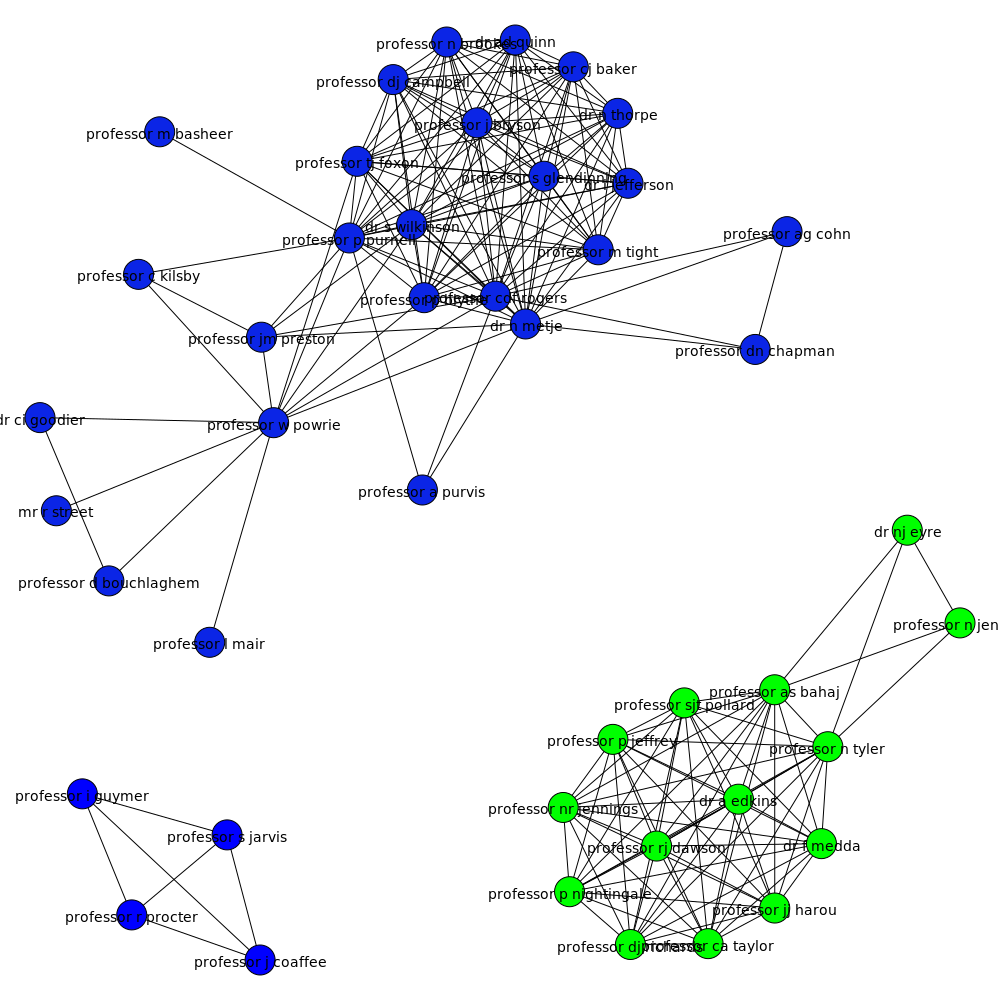 professor n brookes
dr ad quinn
professor cj baker
professor dj campbell
dr a thorpe
professor j bryson
professor m basheer
professor tj foxon
professor s glendinning
dr i jefferson
dr s wilkinson
professor p purnell
professor ag cohn
professor m tight
professor c kilsby
professor cdf rogers
dr n metje
professor jm preston
professor dn chapman
dr ci goodier
professor w powrie
professor a purvis
mr r street
dr nj eyre
professor d bouchlaghem
professor n jen
professor l mair
professor as bahaj
professor sjt pollard
professor p jeffrey
professor n tyler
professor i guymer
dr a edkins
professor nr jennings
professor s jarvis
professor rj dawson
dr f medda
professor p nightingale
professor jj harou
professor r procter
professor dj richards
professor ca taylor
professor j coaffee